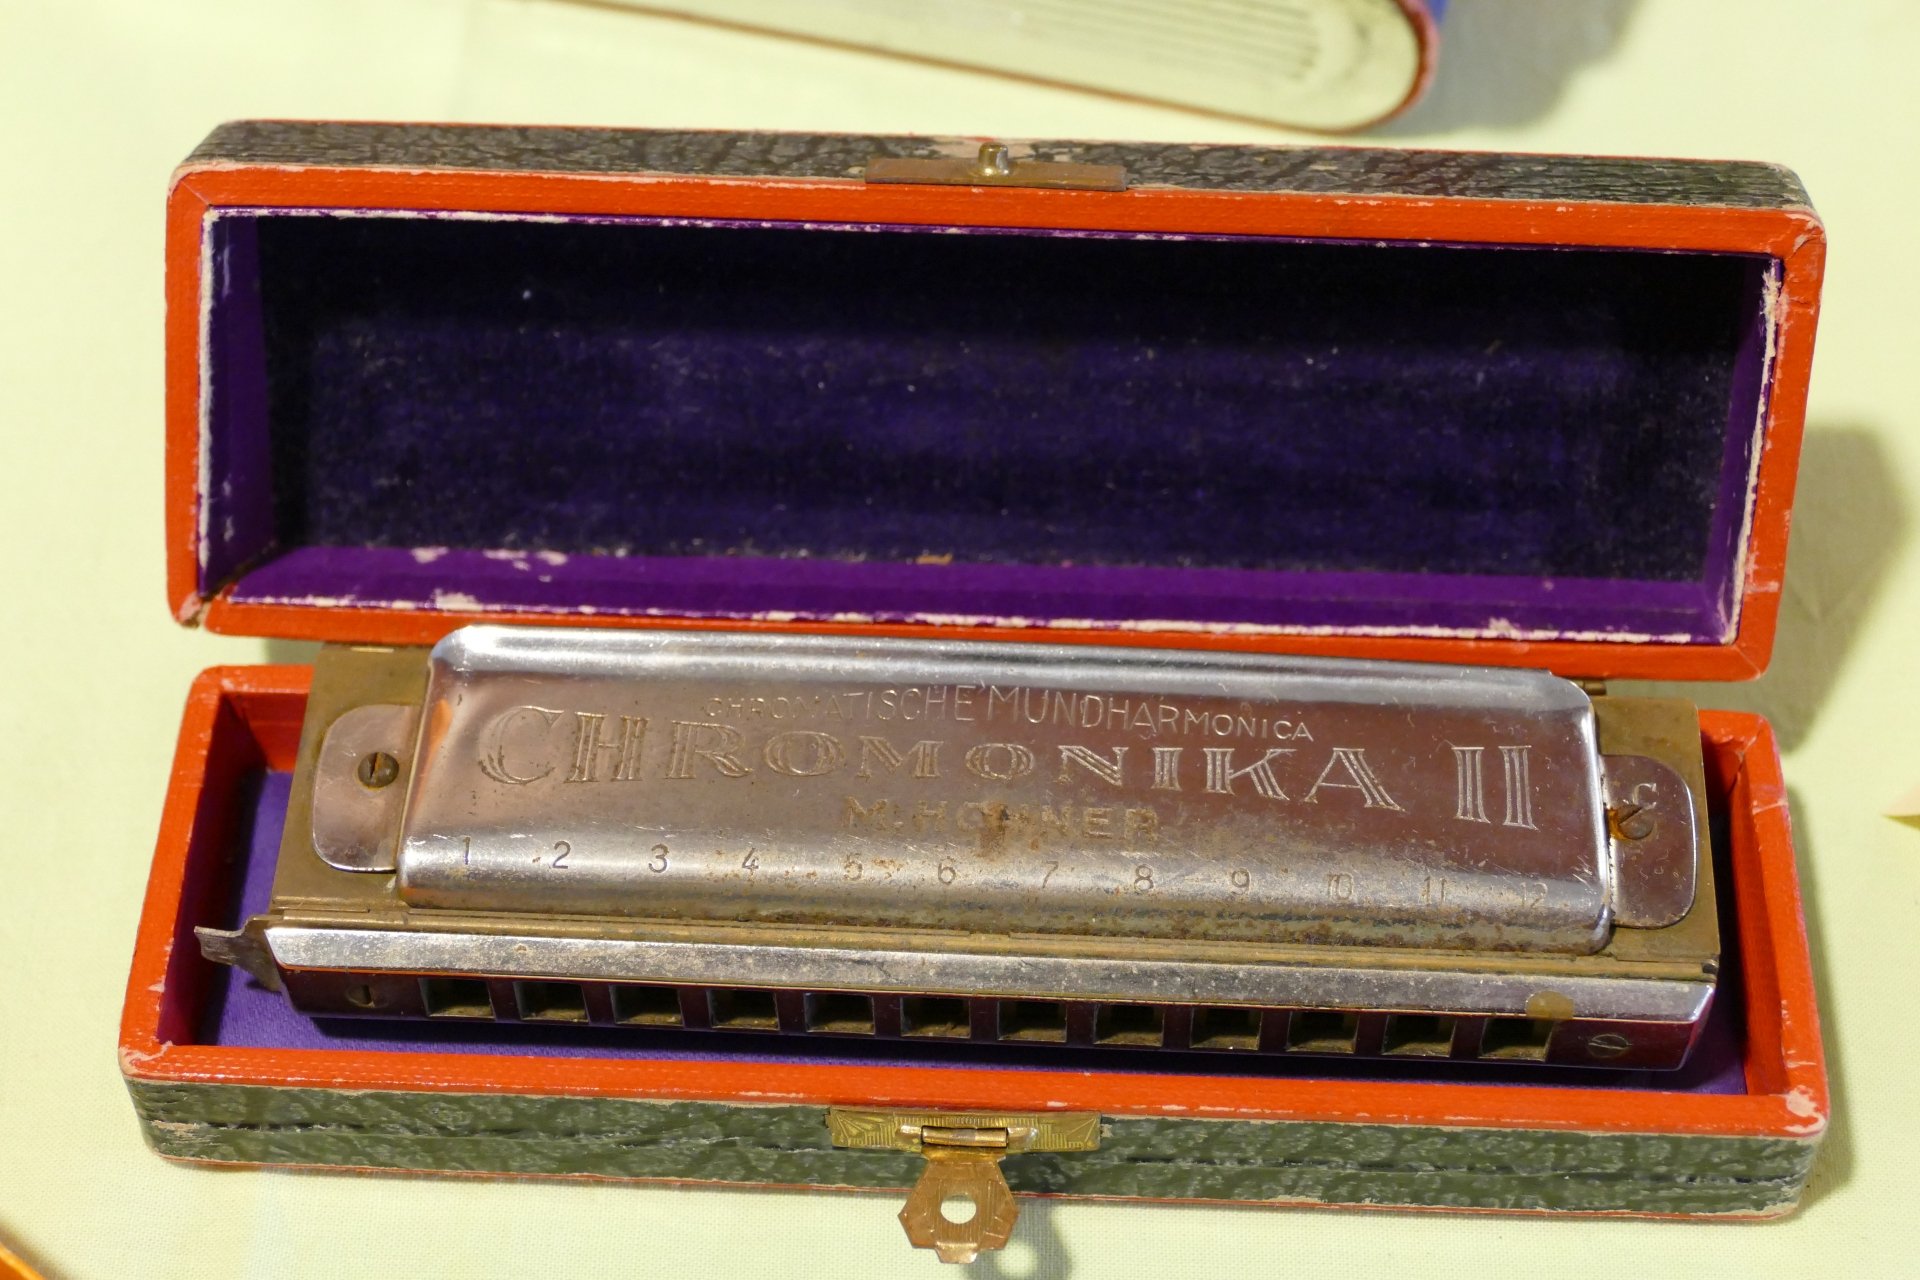 CHROMATISCHE MUNDHARMONICA
CHROMONIKA II
M. HOHNER
C
1 2 3 4 5 6 7 8 9 10 11 12